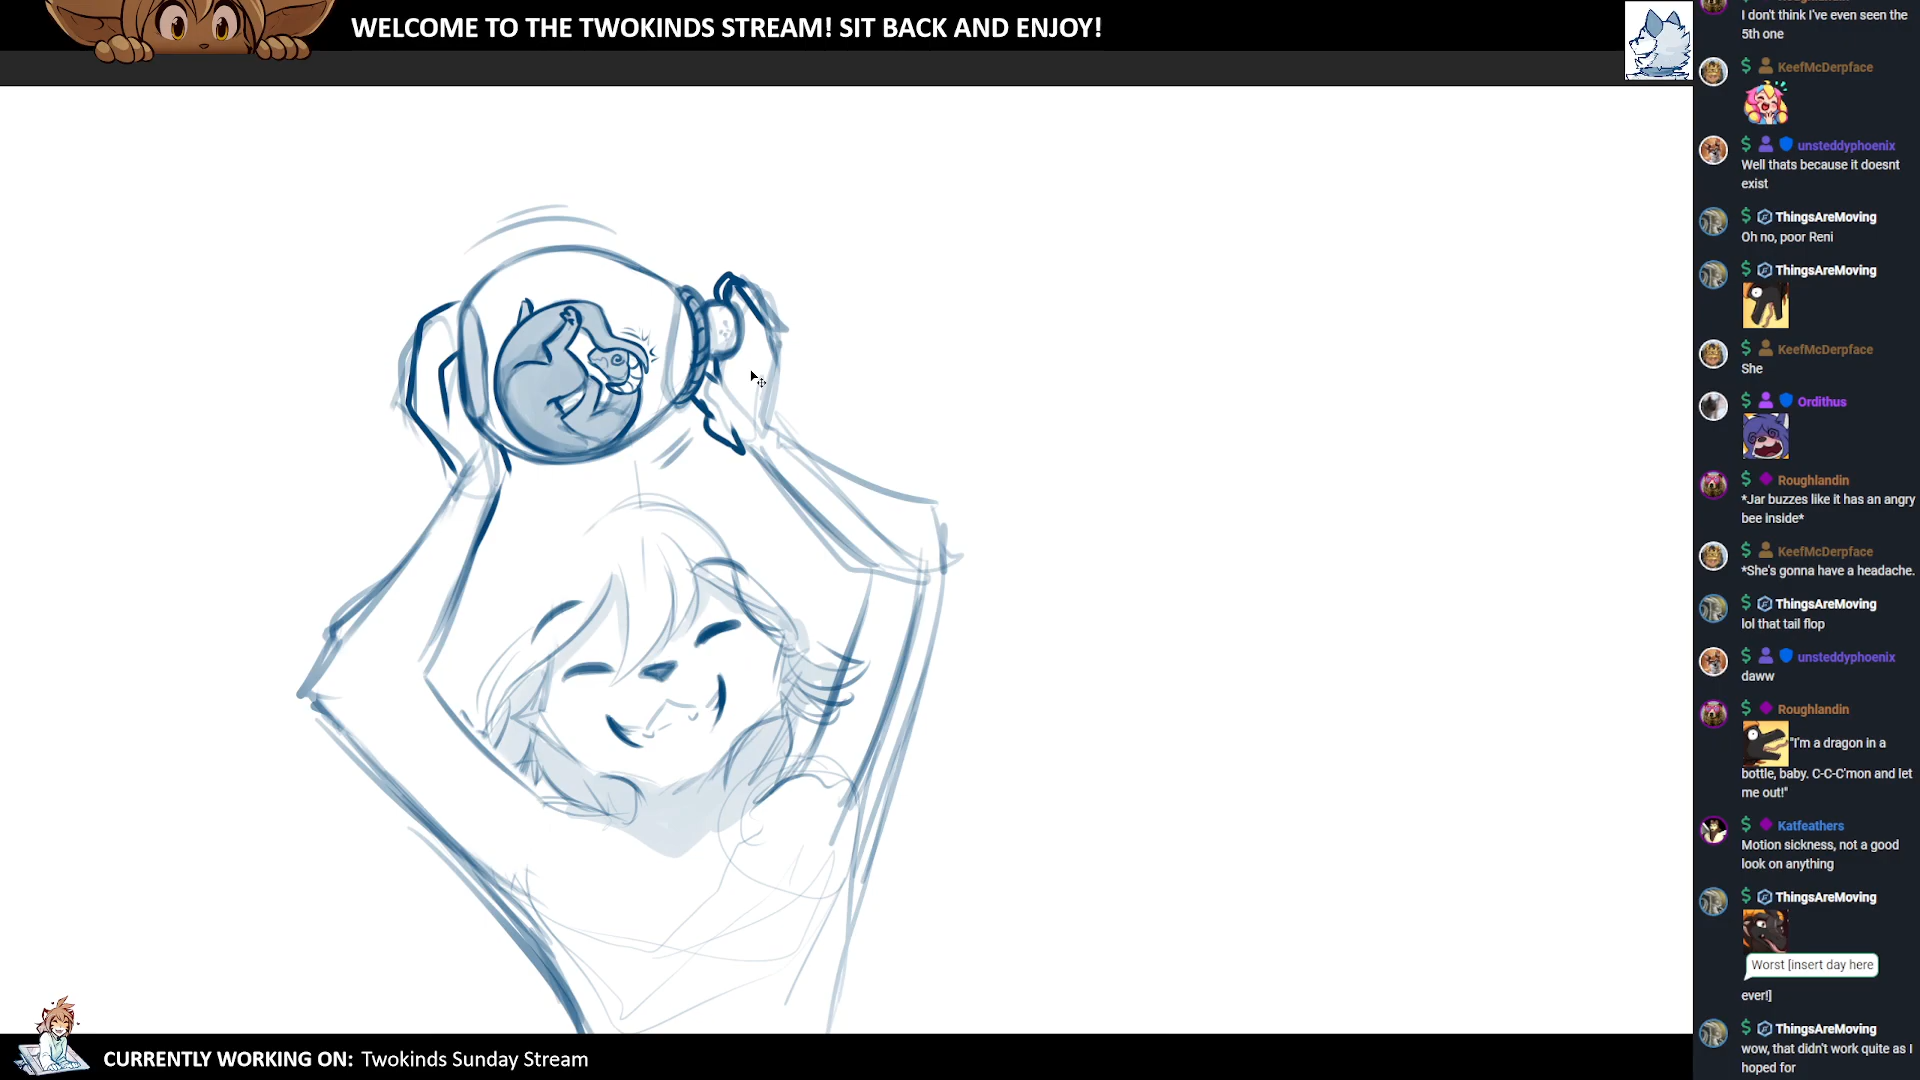 WELCOME TO THE TWOKINDS STREAM! SIT BACK AND ENJOY!
I don't think I've even seen the
5th one
$ KeefMcDerpface
$ unsteddyphoenix
Well thats because it doesnt
exist
$ ThingsAreMoving
Oh no, poor Reni
$ ThingsAreMoving
$ KeefMcDerpface
She
$ Ordithus
$ Roughlandin
*Jar buzzes like it has an angry
bee inside*
$ KeefMcDerpface
*She's gonna have a headache.
$ ThingsAreMoving
lol that tail flop
$ unsteddyphoenix
daww
$ Roughlandin
"I'm a dragon in a
bottle, baby. C-C-C'mon and let
me out!"
$ Katfeathers
Motion sickness, not a good
look on anything
$ ThingsAreMoving
Worst [insert day here
ever!]
$ ThingsAreMoving
wow, that didn't work quite as I
hoped for
CURRENTLY WORKING ON: Twokinds Sunday Stream